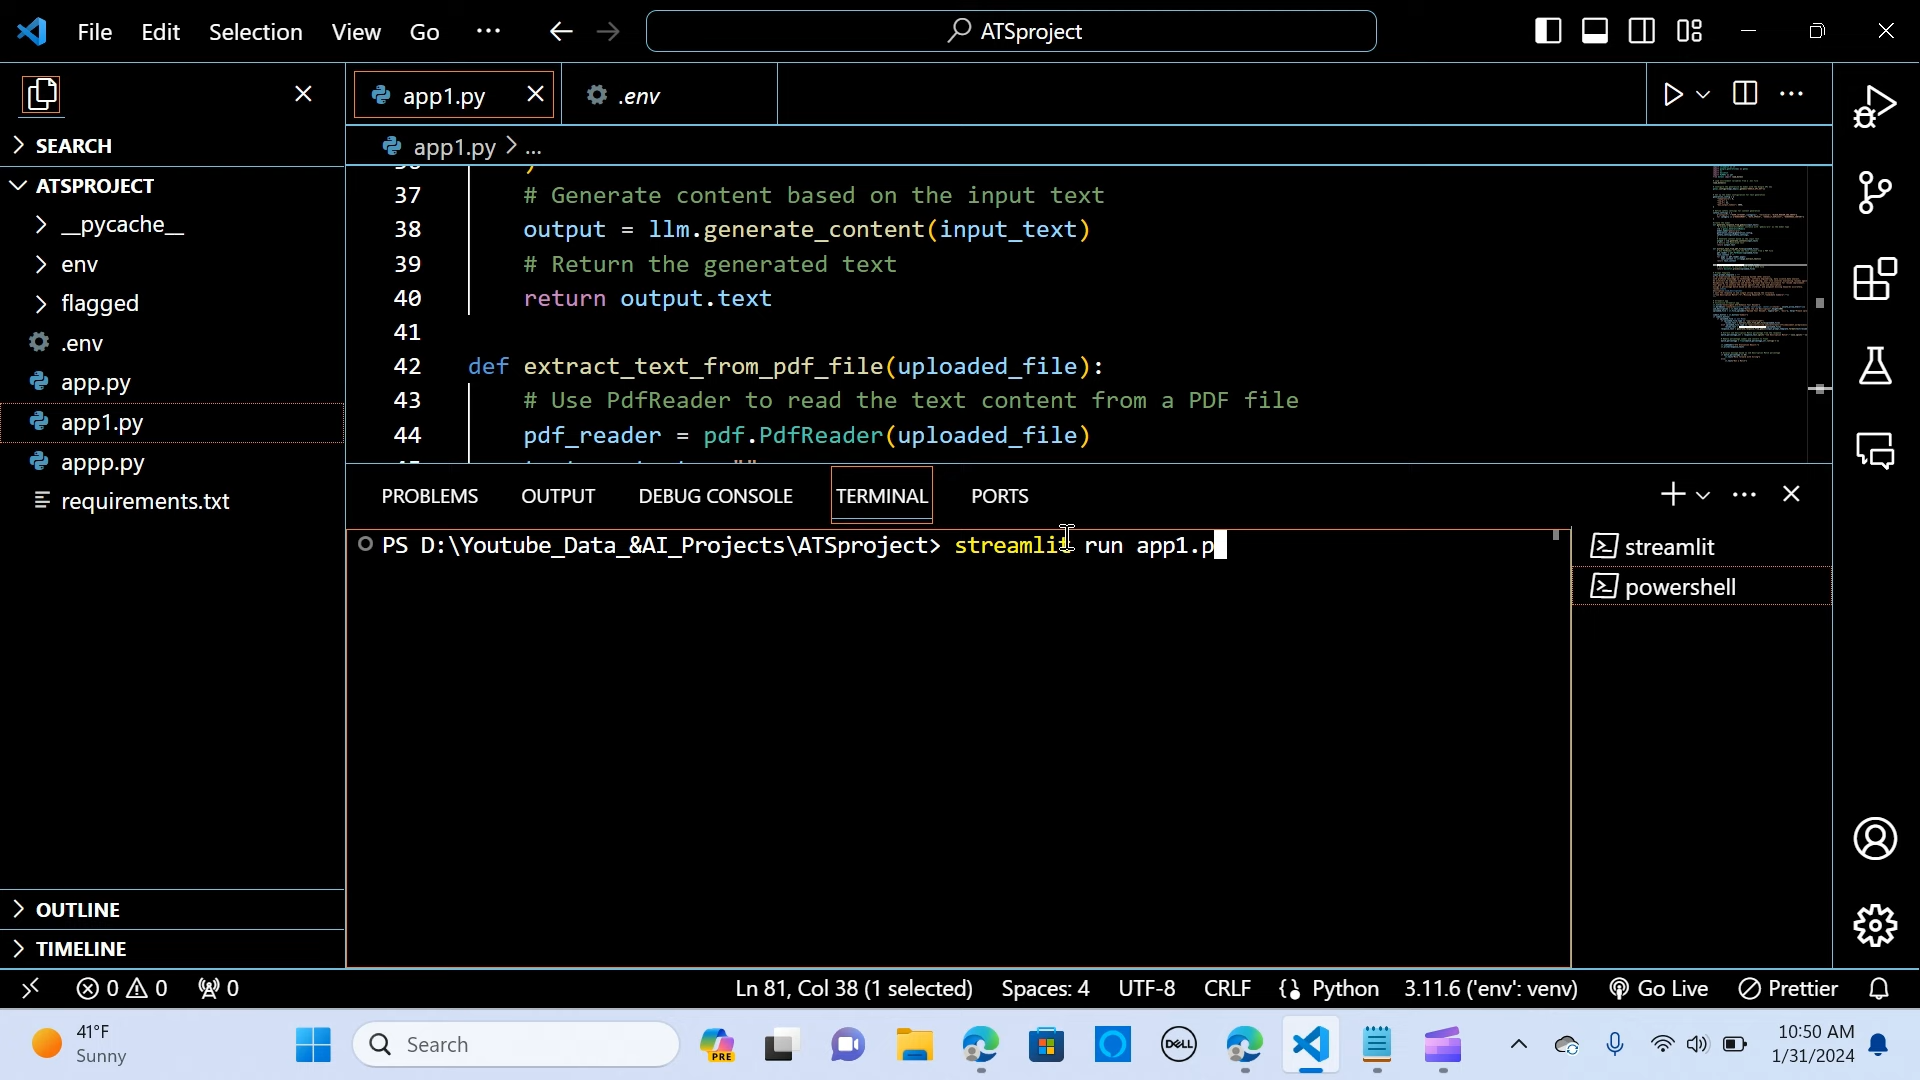 File Edit Selection View Go ··· ATSproject
app1.py .env
SEARCH
app1.py > ...
ATSPROJECT
__pycache__
env
flagged
.env
app.py
app1.py
appp.py
requirements.txt
37 # Generate content based on the input text
38 output = llm.generate_content(input_text)
39 # Return the generated text
40 return output.text
41
42 def extract_text_from_pdf_file(uploaded_file):
43 # Use PdfReader to read the text content from a PDF file
44 pdf_reader = pdf.PdfReader(uploaded_file)
PROBLEMS OUTPUT DEBUG CONSOLE TERMINAL PORTS
PS D:\Youtube_Data_&AI_Projects\ATSproject> streamlit run app1.p
streamlit
powershell
OUTLINE
TIMELINE
0 0 0 Ln 81, Col 38 (1 selected) Spaces: 4 UTF-8 CRLF Python 3.11.6 ('env': venv) Go Live Prettier
41°F
Sunny
Search
PRE
DELL
10:50 AM
1/31/2024